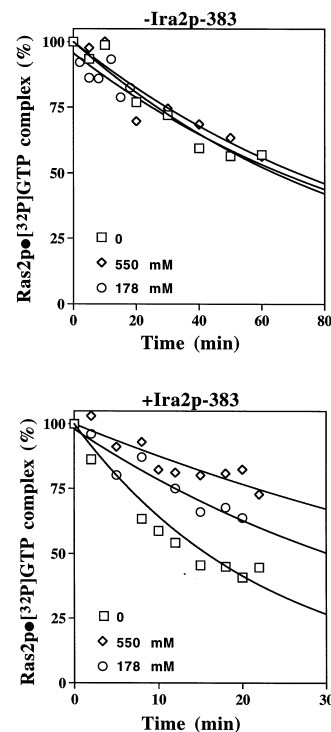 -Ira2p-383
Ras2p●[³²P]GTP complex (%)
100
75
50
25
0
□ 0
◇ 550 mM
○ 178 mM
0 20 40 60 80
Time (min)
+Ira2p-383
Ras2p●[³²P]GTP complex (%)
100
75
50
25
0
□ 0
◇ 550 mM
○ 178 mM
0 10 20 30
Time (min)